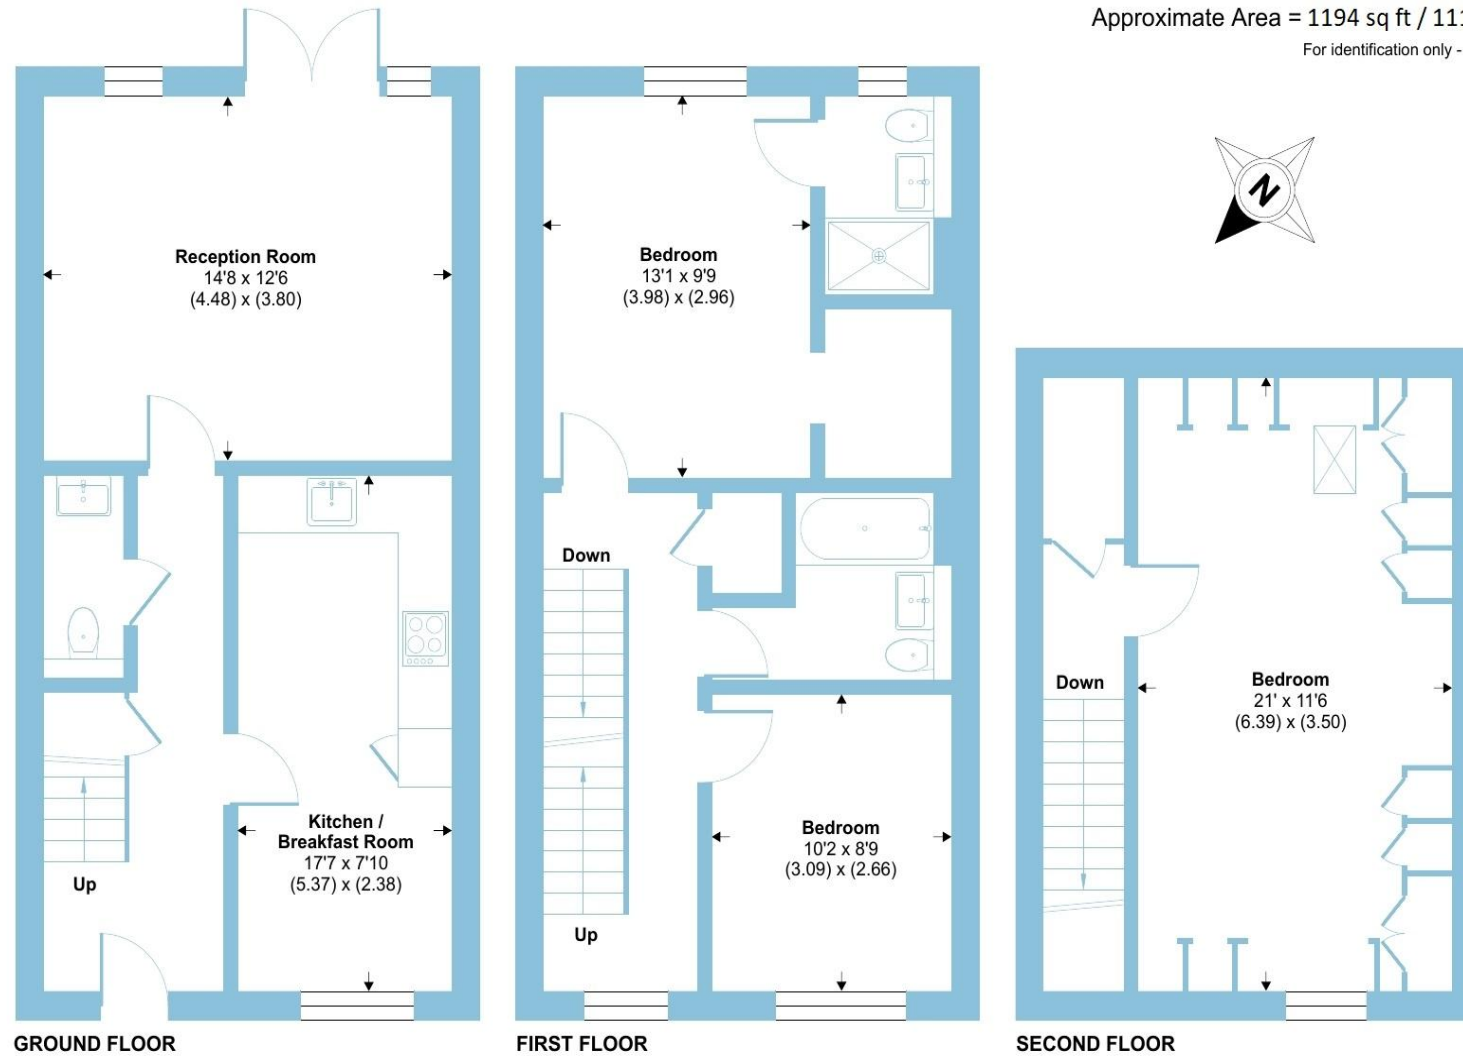 Approximate Area = 1194 sq ft / 111
For identification only -
N
Reception Room
14'8 x 12'6
(4.48) x (3.80)
Kitchen /
Breakfast Room
17'7 x 7'10
(5.37) x (2.38)
Up
GROUND FLOOR
Bedroom
13'1 x 9'9
(3.98) x (2.96)
Down
Up
Bedroom
10'2 x 8'9
(3.09) x (2.66)
FIRST FLOOR
Down
Bedroom
21' x 11'6
(6.39) x (3.50)
SECOND FLOOR